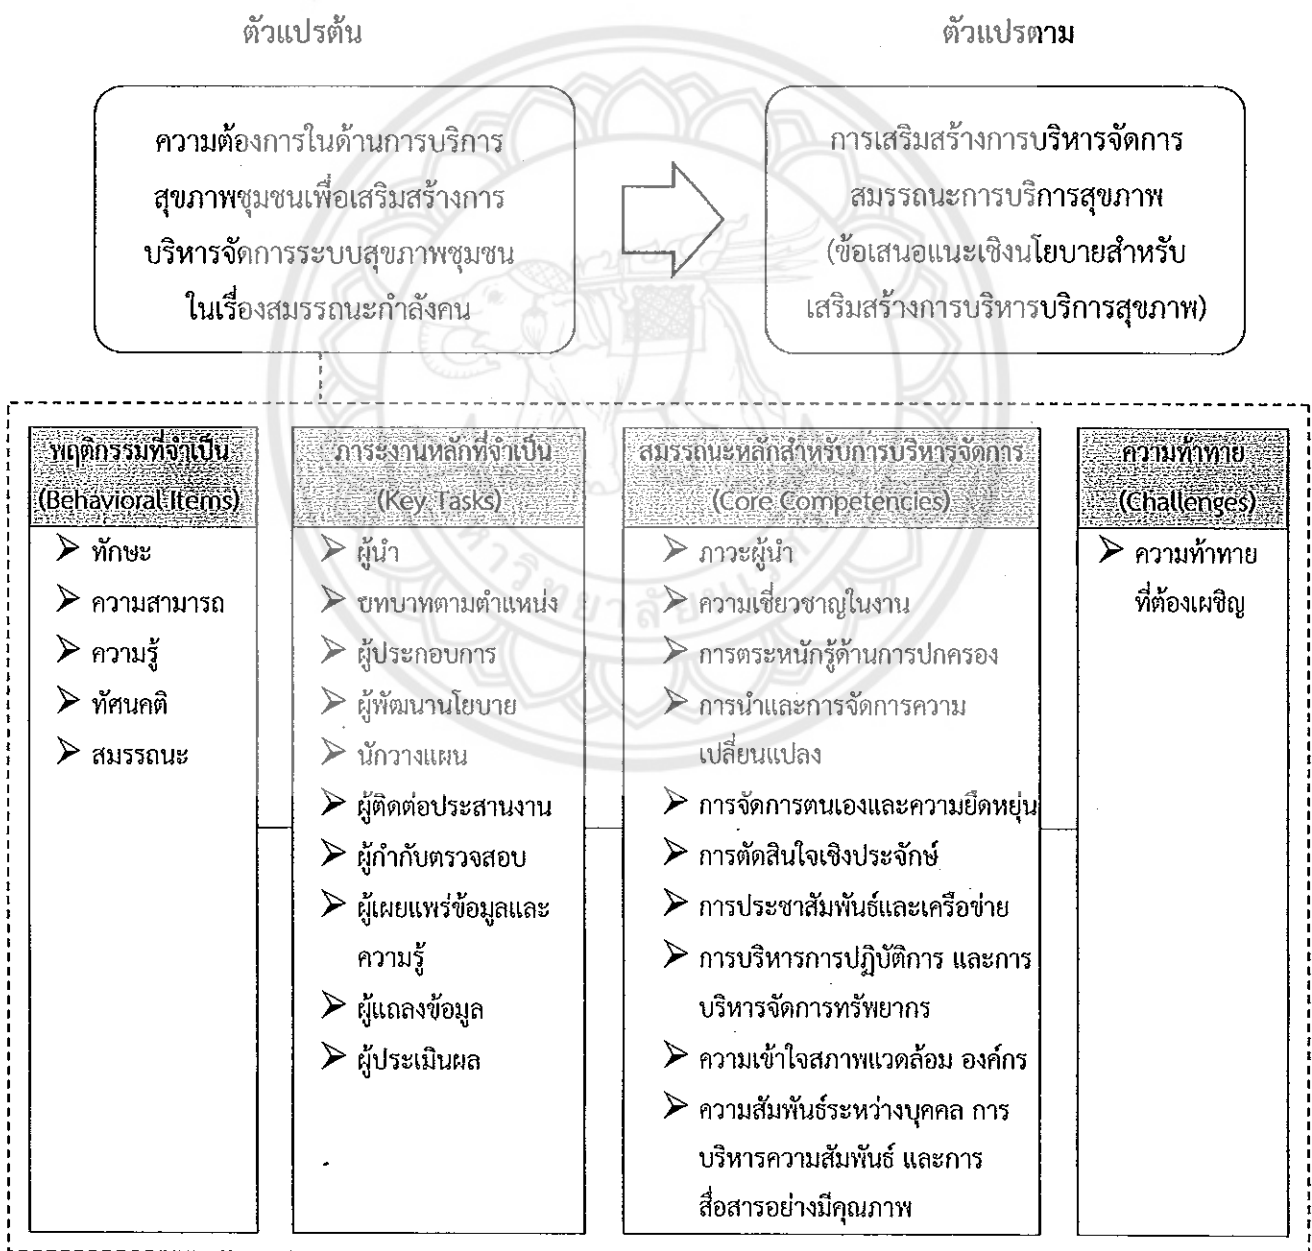 ตัวแปรต้น
ตัวแปรตาม
ความต้องการในด้านการบริการ
สุขภาพชุมชนเพื่อเสริมสร้างการ
บริหารจัดการระบบสุขภาพชุมชน
ในเรื่องสมรรถนะกำลังคน
การเสริมสร้างการบริหารจัดการ
สมรรถนะการบริการสุขภาพ
(ข้อเสนอแนะเชิงนโยบายสำหรับ
เสริมสร้างการบริหารบริการสุขภาพ)
พฤติกรรมที่จำเป็น
(Behavioral Items)
➢ ทักษะ
➢ ความสามารถ
➢ ความรู้
➢ ทัศนคติ
➢ สมรรถนะ
ภาระงานหลักที่จำเป็น
(Key Tasks)
➢ ผู้นำ
➢ บทบาทตามตำแหน่ง
➢ ผู้ประกอบการ
➢ ผู้พัฒนานโยบาย
➢ นักวางแผน
➢ ผู้ติดต่อประสานงาน
➢ ผู้กำกับตรวจสอบ
➢ ผู้เผยแพร่ข้อมูลและ
ความรู้
➢ ผู้แถลงข้อมูล
➢ ผู้ประเมินผล
สมรรถนะหลักสำหรับการบริหารจัดการ
(Core Competencies)
➢ ภาวะผู้นำ
➢ ความเชี่ยวชาญในงาน
➢ การตระหนักรู้ด้านการปกครอง
➢ การนำและการจัดการความ
เปลี่ยนแปลง
➢ การจัดการตนเองและความยืดหยุ่น
➢ การตัดสินใจเชิงประจักษ์
➢ การประชาสัมพันธ์และเครือข่าย
➢ การบริหารการปฏิบัติการ และการ
บริหารจัดการทรัพยากร
➢ ความเข้าใจสภาพแวดล้อม องค์กร
➢ ความสัมพันธ์ระหว่างบุคคล การ
บริหารความสัมพันธ์ และการ
สื่อสารอย่างมีคุณภาพ
ความท้าทาย
(Challenges)
➢ ความท้าทาย
ที่ต้องเผชิญ